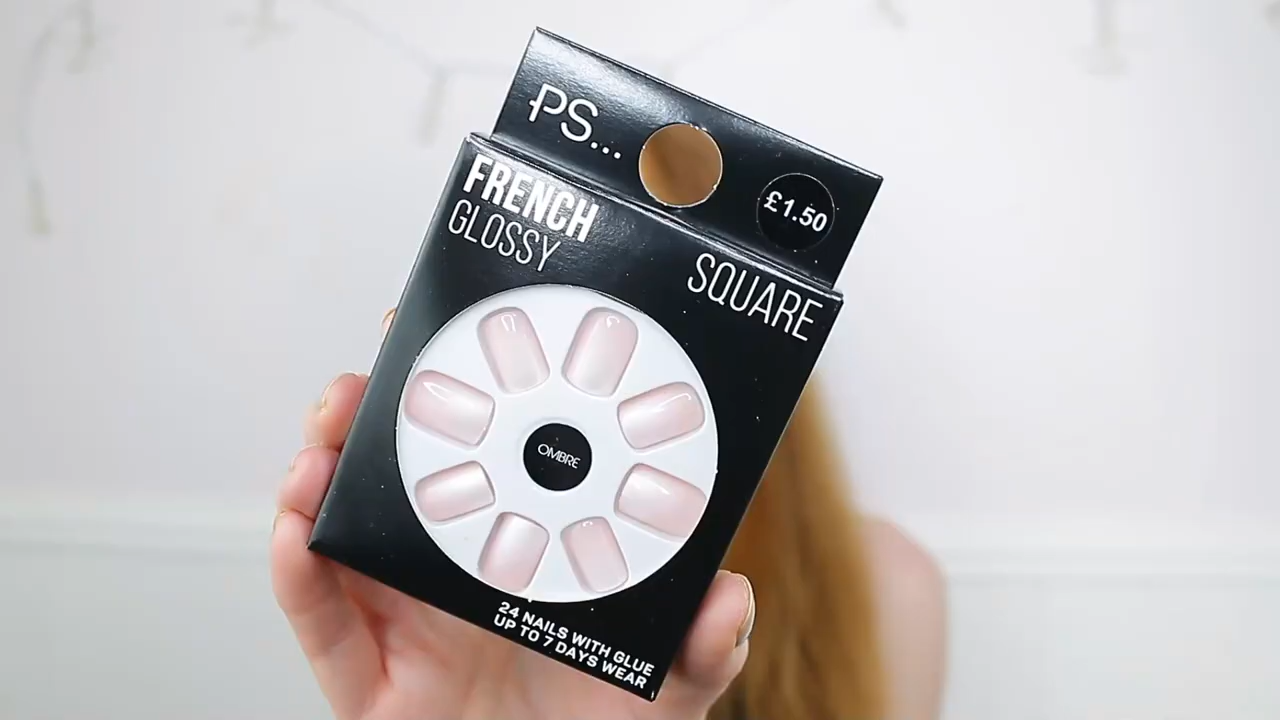 PS...
£1.50
FRENCH
GLOSSY
SQUARE
OMBRE
24 NAILS WITH GLUE
UP TO 7 DAYS WEAR